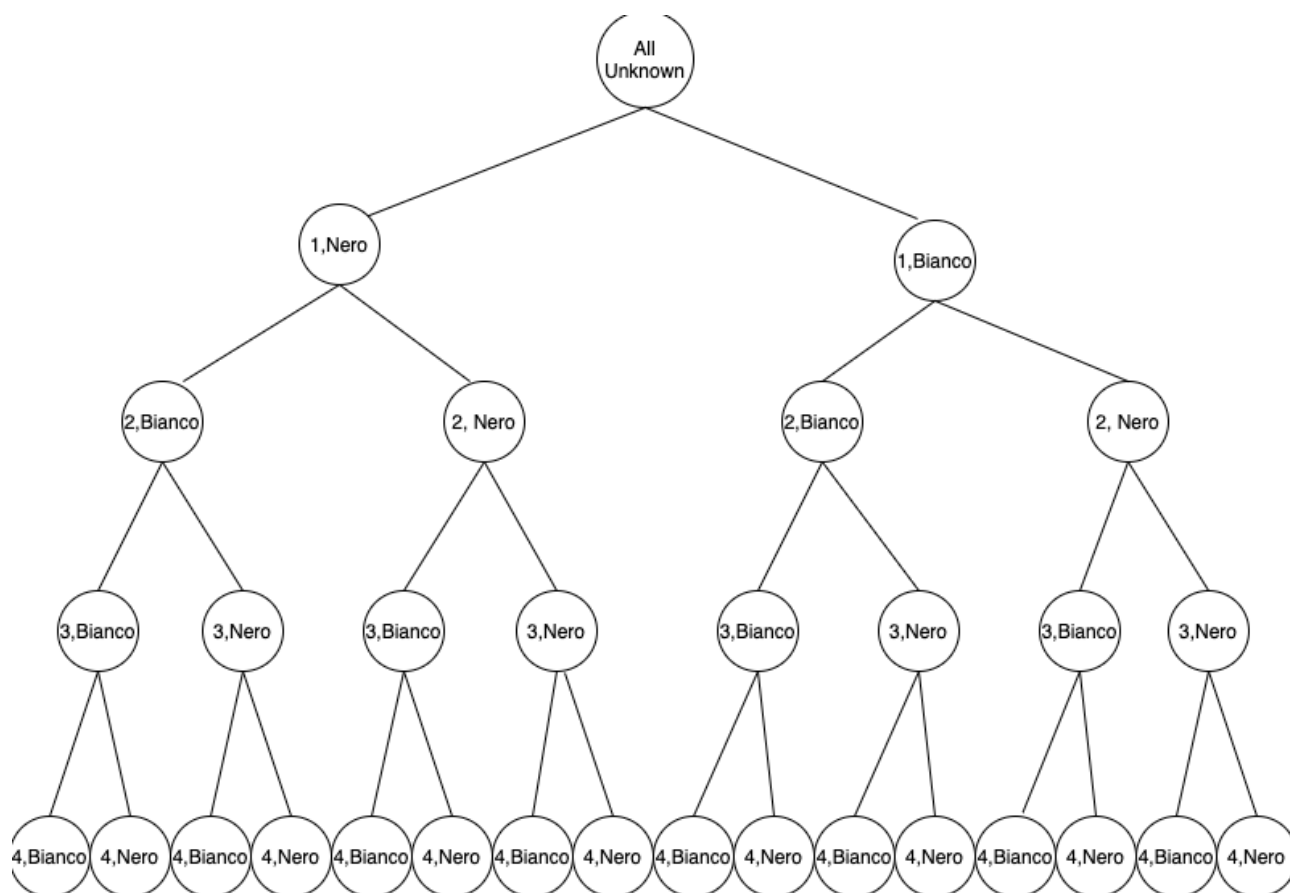 All
Unknown
1,Nero
1,Bianco
2,Bianco
2, Nero
2,Bianco
2, Nero
3,Bianco
3,Nero
3,Bianco
3,Nero
3,Bianco
3,Nero
3,Bianco
3,Nero
4,Bianco
4,Nero
4,Bianco
4,Nero
4,Bianco
4,Nero
4,Bianco
4,Nero
4,Bianco
4,Nero
4,Bianco
4,Nero
4,Bianco
4,Nero
4,Bianco
4,Nero